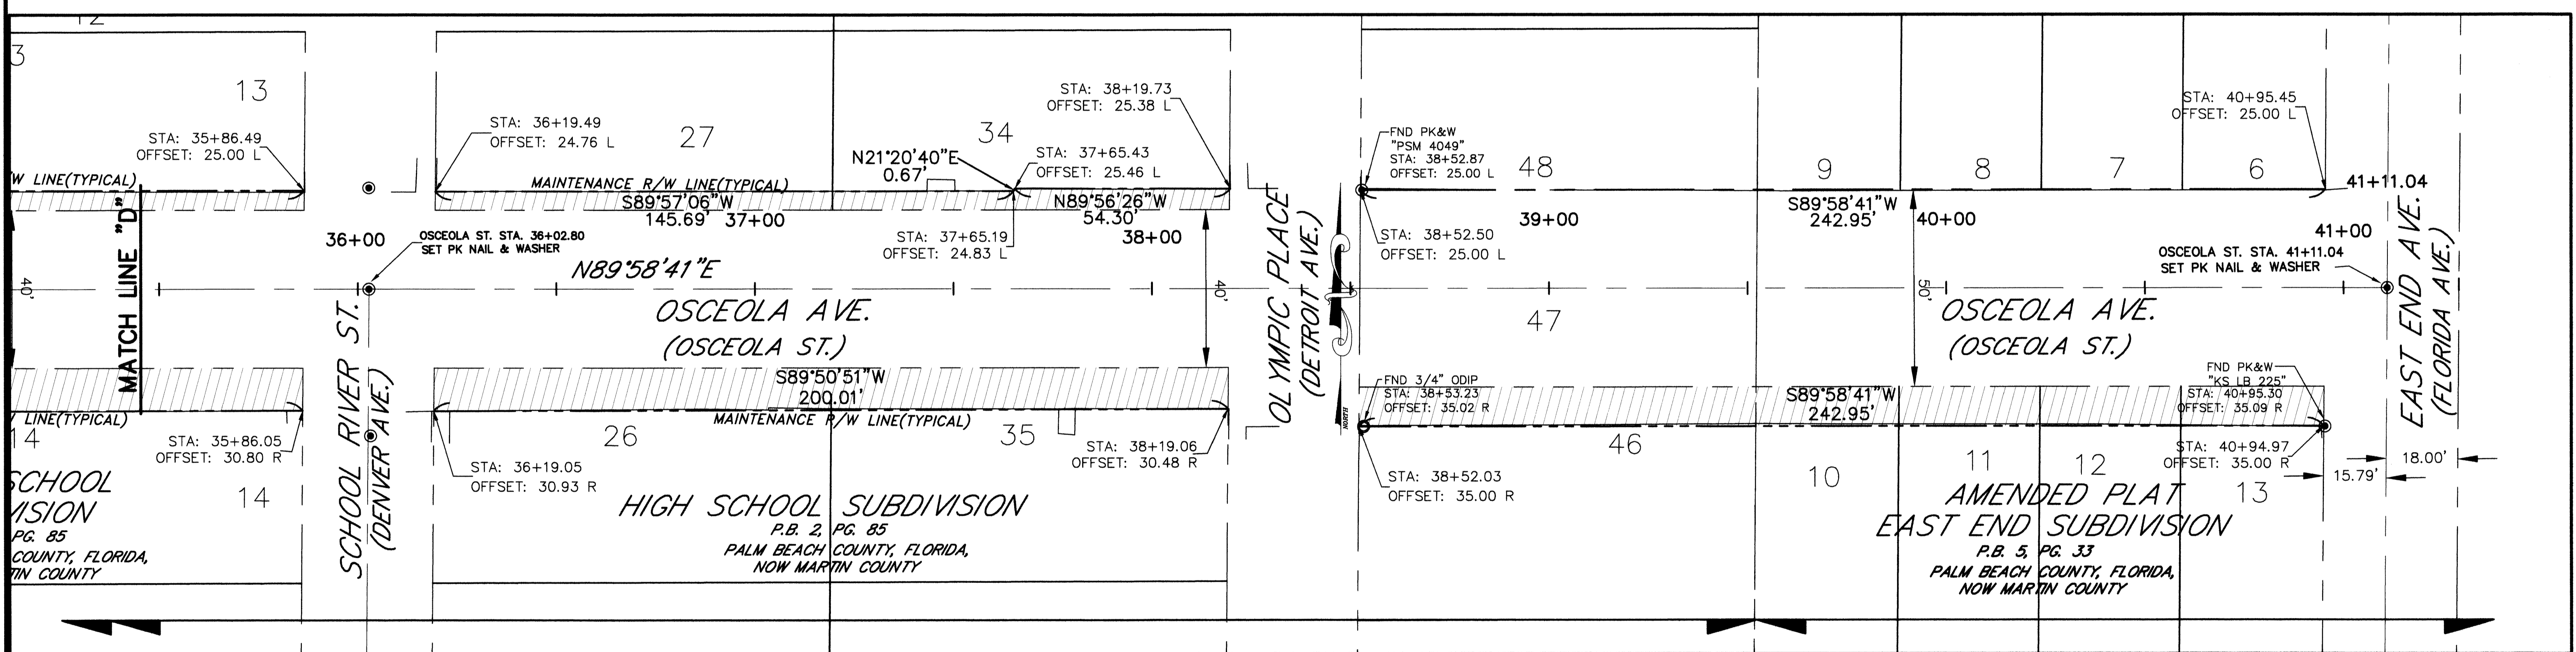 12
3
13
STA: 35+86.49
OFFSET: 25.00 L
/W LINE(TYPICAL)
MATCH LINE "D"
40'
LINE(TYPICAL)
14
STA: 35+86.05
OFFSET: 30.80 R
SCHOOL
VISION
PG. 85
COUNTY, FLORIDA,
TIN COUNTY
14
36+00
OSCEOLA ST. STA. 36+02.80
SET PK NAIL & WASHER
SCHOOL RIVER ST.
(DENVER AVE.)
STA: 36+19.49
OFFSET: 24.76 L
27
34
STA: 38+19.73
OFFSET: 25.38 L
N21°20'40"E
0.67'
STA: 37+65.43
OFFSET: 25.46 L
MAINTENANCE R/W LINE(TYPICAL)
S89°57'06"W
145.69'
37+00
N89°56'26"W
54.30'
STA: 37+65.19
OFFSET: 24.83 L
38+00
N89°58'41"E
OSCEOLA AVE.
(OSCEOLA ST.)
40'
S89°50'51"W
200.01'
MAINTENANCE R/W LINE(TYPICAL)
26
35
STA: 36+19.05
OFFSET: 30.93 R
STA: 38+19.06
OFFSET: 30.48 R
HIGH SCHOOL SUBDIVISION
P.B. 2, PG. 85
PALM BEACH COUNTY, FLORIDA,
NOW MARTIN COUNTY
OLYMPIC PLACE
(DETROIT AVE.)
NORTH
FND PK&W
"PSM 4049"
STA: 38+52.87
OFFSET: 25.00 L
48
9
8
7
6
STA: 40+95.45
OFFSET: 25.00 L
41+11.04
STA: 38+52.50
OFFSET: 25.00 L
39+00
S89°58'41"W
242.95'
40+00
41+00
OSCEOLA ST. STA. 41+11.04
SET PK NAIL & WASHER
50'
47
OSCEOLA AVE.
(OSCEOLA ST.)
EAST END AVE.
(FLORIDA AVE.)
FND 3/4" ODIP
STA: 38+53.23
OFFSET: 35.02 R
S89°58'41"W
242.95'
FND PK&W
"KS LB 225"
STA: 40+95.30
OFFSET: 35.09 R
46
STA: 38+52.03
OFFSET: 35.00 R
10
11
12
13
STA: 40+94.97
OFFSET: 35.00 R
18.00'
15.79'
AMENDED PLAT
EAST END SUBDIVISION
P.B. 5, PG. 33
PALM BEACH COUNTY, FLORIDA,
NOW MARTIN COUNTY